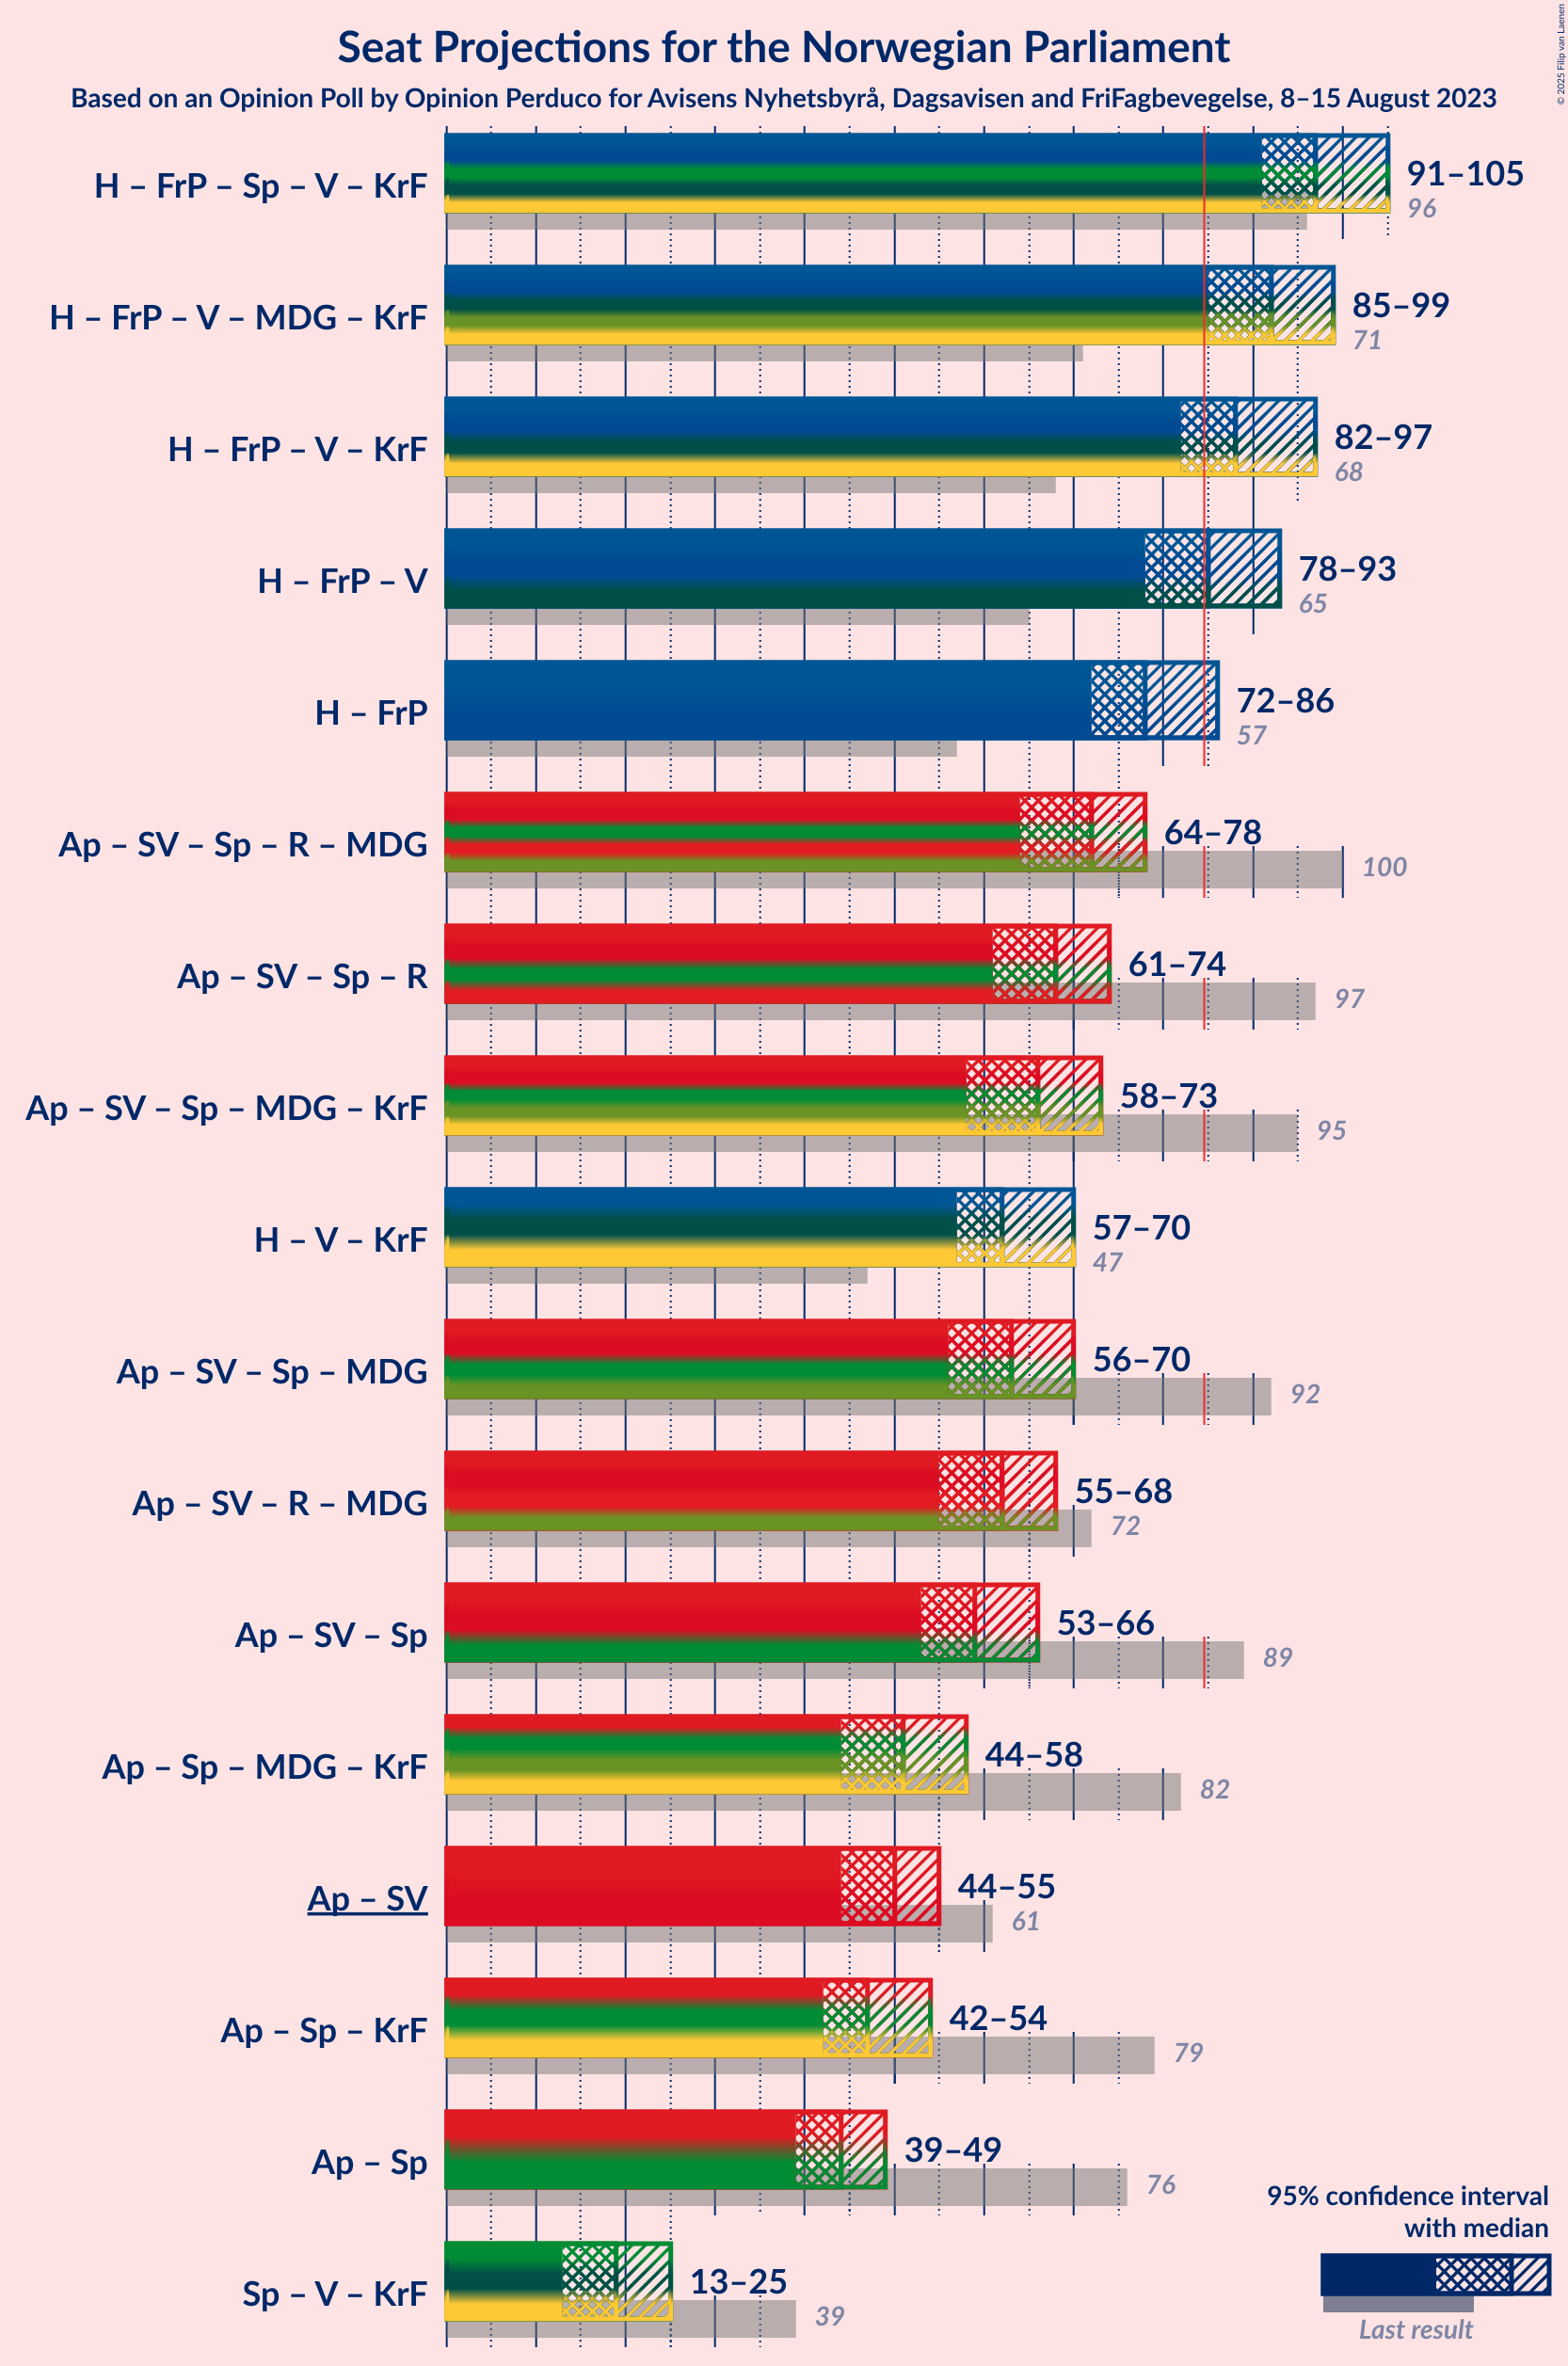 Seat Projections for the Norwegian Parliament
Based on an Opinion Poll by Opinion Perduco for Avisens Nyhetsbyrå, Dagsavisen and FriFagbevegelse, 8–15 August 2023
© 2025 Filip van Laenen
H – FrP – Sp – V – KrF
91–105
96
H – FrP – V – MDG – KrF
85–99
71
H – FrP – V – KrF
82–97
68
H – FrP – V
78–93
65
H – FrP
72–86
57
Ap – SV – Sp – R – MDG
64–78
100
Ap – SV – Sp – R
61–74
97
Ap – SV – Sp – MDG – KrF
58–73
95
H – V – KrF
57–70
47
Ap – SV – Sp – MDG
56–70
92
Ap – SV – R – MDG
55–68
72
Ap – SV – Sp
53–66
89
Ap – Sp – MDG – KrF
44–58
82
Ap – SV
44–55
61
Ap – Sp – KrF
42–54
79
Ap – Sp
39–49
76
Sp – V – KrF
13–25
39
95% confidence interval
with median
Last result